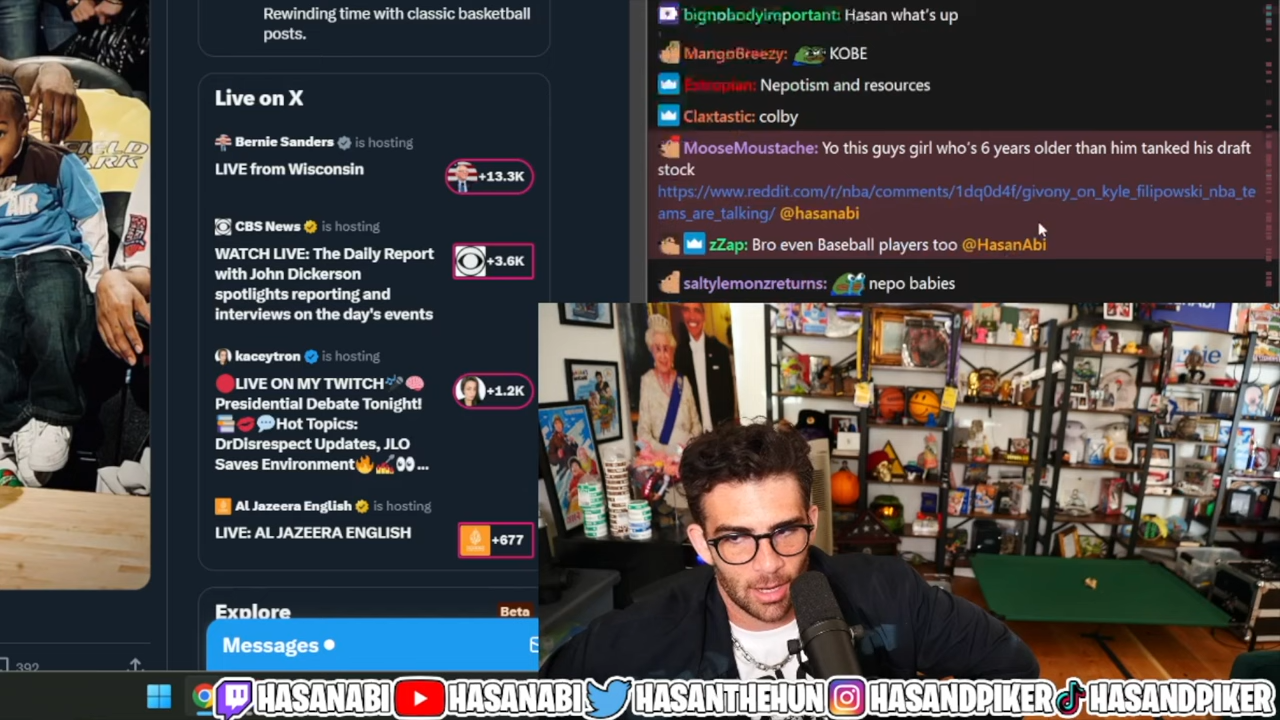 Rewinding time with classic basketball
posts.
Live on X
Bernie Sanders is hosting
LIVE from Wisconsin
+13.3K
CBS News is hosting
WATCH LIVE: The Daily Report
with John Dickerson
spotlights reporting and
interviews on the day's events
+3.6K
kaceytron is hosting
🔴LIVE ON MY TWITCH🧠
Presidential Debate Tonight!
💋💬Hot Topics:
DrDisrespect Updates, JLO
Saves Environment🔥💅👀...
+1.2K
Al Jazeera English is hosting
LIVE: AL JAZEERA ENGLISH
+677
Explore
Beta
Messages
392
bignobodyimportant: Hasan what's up
MangoBreezy: KOBE
Estropian: Nepotism and resources
Claxtastic: colby
MooseMoustache: Yo this guys girl who's 6 years older than him tanked his draft
stock
https://www.reddit.com/r/nba/comments/1dq0d4f/givony_on_kyle_filipowski_nba_te
ams_are_talking/ @hasanabi
zZap: Bro even Baseball players too @HasanAbi
saltylemonzreturns: nepo babies
HASANABI HASANABI HASANTHEHUN HASANDPIKER HASANDPIKER